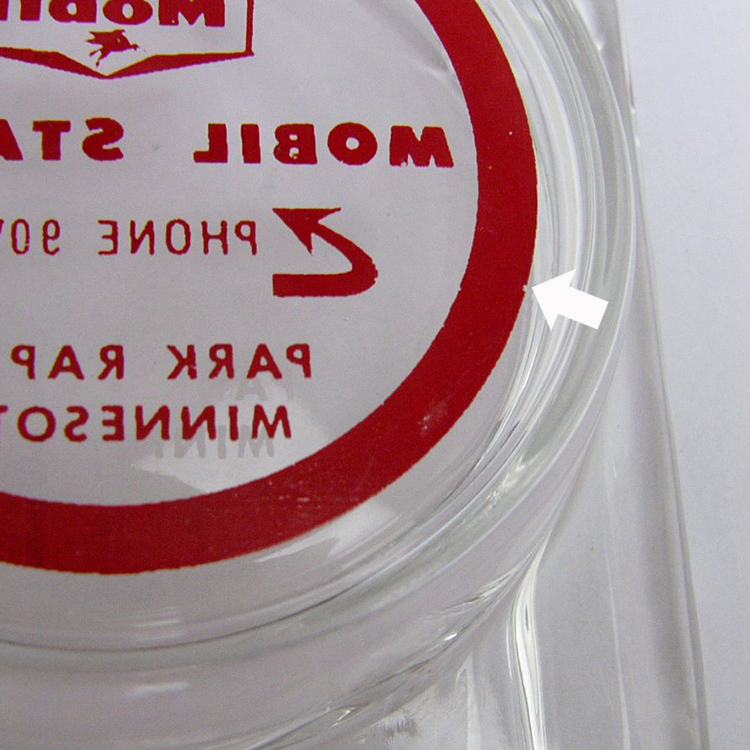 Mobil
MOBIL STA
PHONE 90
PARK RAP
MINNESOT